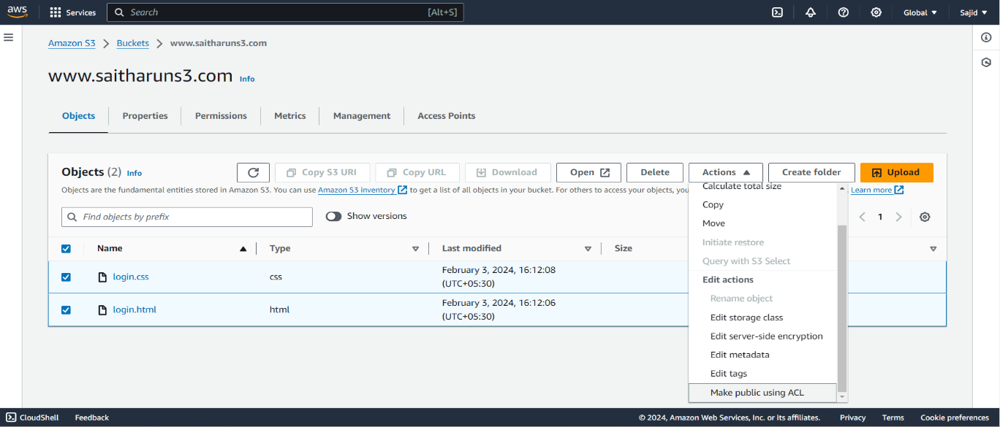 aws
Services
Search [Alt+S]
Global
Sajid
Amazon S3
Buckets
www.saitharuns3.com
www.saitharuns3.com Info
Objects
Properties
Permissions
Metrics
Management
Access Points
Objects (2) Info
Copy S3 URI
Copy URL
Download
Open
Delete
Actions
Create folder
Upload
Objects are the fundamental entities stored in Amazon S3. You can use Amazon S3 inventory to get a list of all objects in your bucket. For others to access your objects, you
Learn more
Calculate total size
Find objects by prefix
Show versions
1
Copy
Move
Initiate restore
Query with S3 Select
Edit actions
Rename object
Edit storage class
Edit server-side encryption
Edit metadata
Edit tags
Make public using ACL
Name
Type
Last modified
Size
login.css
css
February 3, 2024, 16:12:08
(UTC+05:30)
login.html
html
February 3, 2024, 16:12:06
(UTC+05:30)
CloudShell
Feedback
© 2024, Amazon Web Services, Inc. or its affiliates.
Privacy
Terms
Cookie preferences